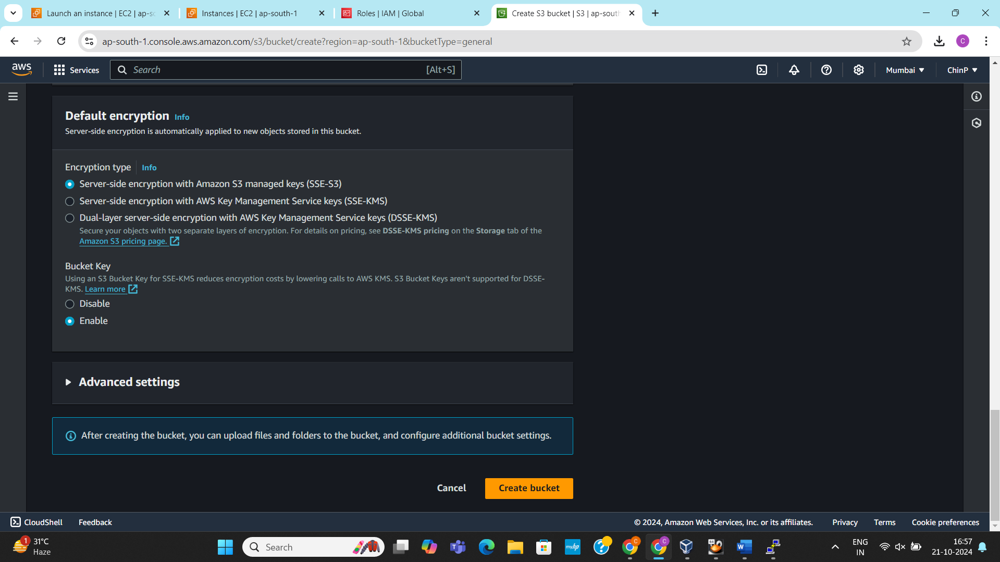 Launch an instance | EC2 | ap-sc
Instances | EC2 | ap-south-1
Roles | IAM | Global
Create S3 bucket | S3 | ap-south
ap-south-1.console.aws.amazon.com/s3/bucket/create?region=ap-south-1&bucketType=general
C
aws
Services
Search
[Alt+S]
Mumbai
ChinP
Default encryption Info
Server-side encryption is automatically applied to new objects stored in this bucket.
Encryption type Info
Server-side encryption with Amazon S3 managed keys (SSE-S3)
Server-side encryption with AWS Key Management Service keys (SSE-KMS)
Dual-layer server-side encryption with AWS Key Management Service keys (DSSE-KMS)
Secure your objects with two separate layers of encryption. For details on pricing, see DSSE-KMS pricing on the Storage tab of the
Amazon S3 pricing page.
Bucket Key
Using an S3 Bucket Key for SSE-KMS reduces encryption costs by lowering calls to AWS KMS. S3 Bucket Keys aren't supported for DSSE-
KMS. Learn more
Disable
Enable
Advanced settings
After creating the bucket, you can upload files and folders to the bucket, and configure additional bucket settings.
Cancel
Create bucket
CloudShell
Feedback
© 2024, Amazon Web Services, Inc. or its affiliates.
Privacy
Terms
Cookie preferences
1
31°C
Haze
Search
myhp
C
C
64
W
ENG
IN
16:57
21-10-2024